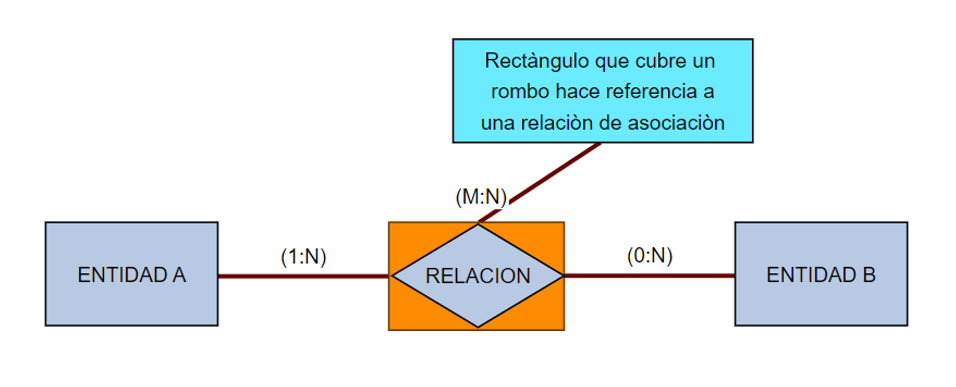 Rectàngulo que cubre un
rombo hace referencia a
una relaciòn de asociaciòn
(M:N)
ENTIDAD A
(1:N)
RELACION
(0:N)
ENTIDAD B